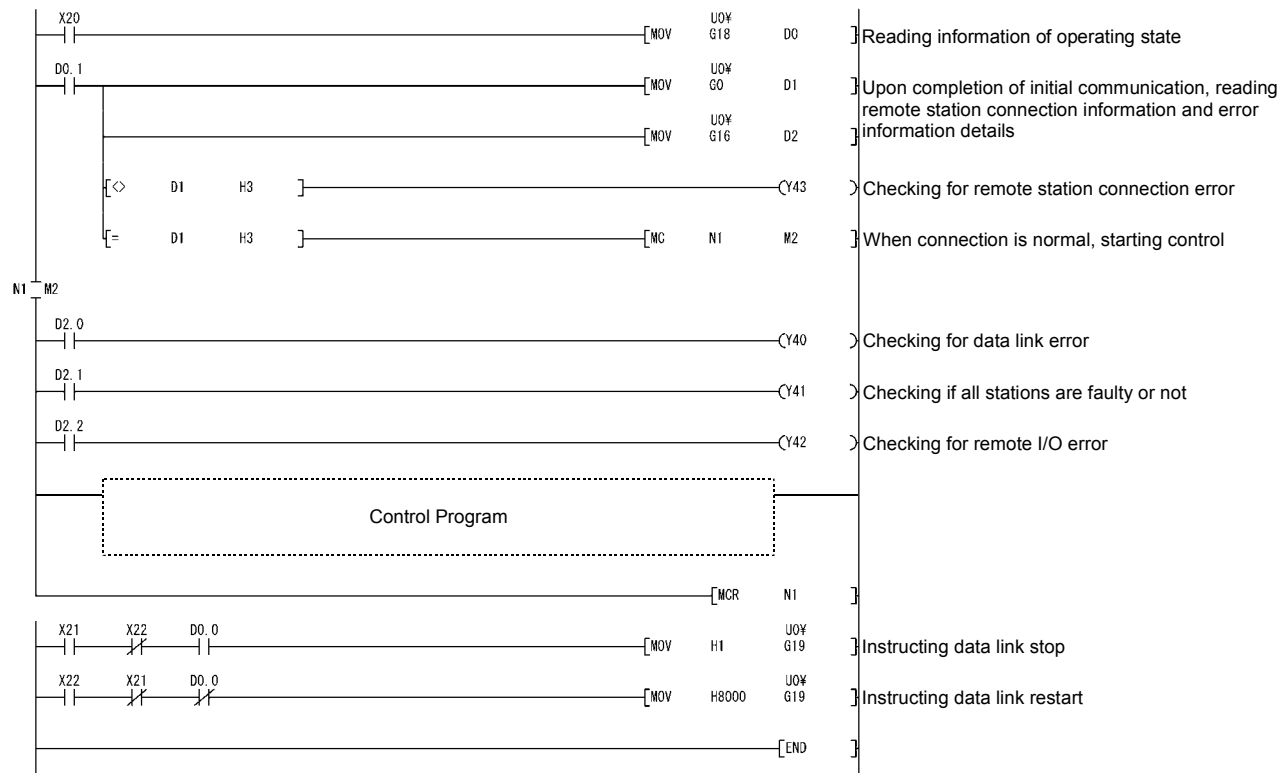 X20
U0¥
MOV G18 D0 Reading information of operating state
D0.1
U0¥
MOV G0 D1 Upon completion of initial communication, reading
remote station connection information and error
U0¥
MOV G16 D2 information details
<> D1 H3 Y43 Checking for remote station connection error
= D1 H3 MC N1 M2 When connection is normal, starting control
N1 M2
D2.0
Y40 Checking for data link error
D2.1
Y41 Checking if all stations are faulty or not
D2.2
Y42 Checking for remote I/O error
Control Program
MCR N1
X21 X22 D0.0 U0¥
MOV H1 G19 Instructing data link stop
X22 X21 D0.0 U0¥
MOV H8000 G19 Instructing data link restart
END